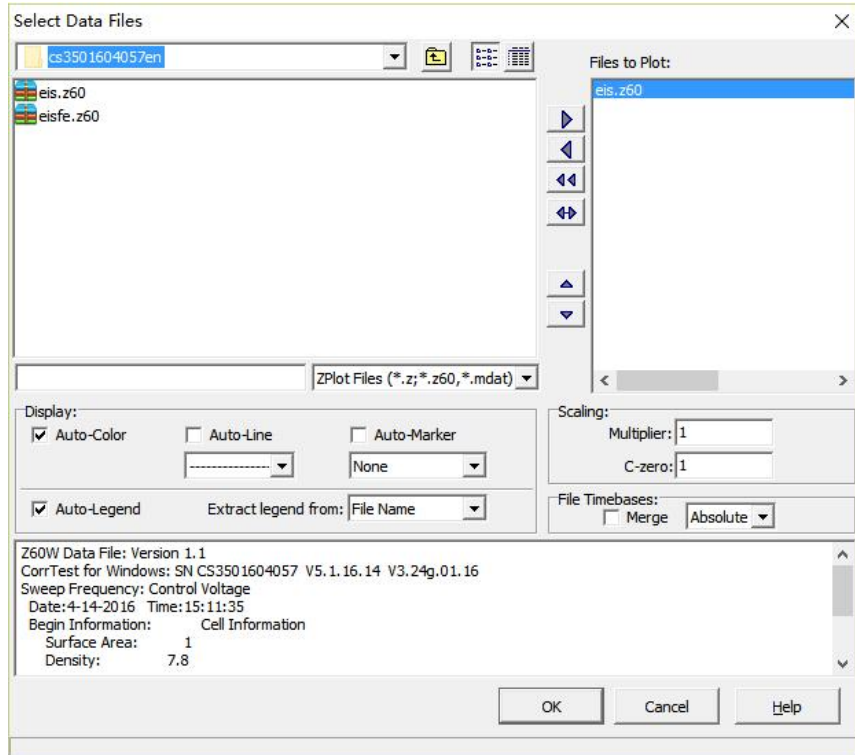 Select Data Files
cs3501604057en
Files to Plot:
eis.z60
eisfe.z60
eis.z60
ZPlot Files (*.z;*.z60,*.mdat)
Display:
Auto-Color
Auto-Line
Auto-Marker
---------------
None
Auto-Legend
Extract legend from:
File Name
Scaling:
Multiplier: 1
C-zero: 1
File Timebases:
Merge
Absolute
Z60W Data File: Version 1.1
CorrTest for Windows: SN CS3501604057 V5.1.16.14 V3.24g.01.16
Sweep Frequency: Control Voltage
Date:4-14-2016 Time:15:11:35
Begin Information: Cell Information
Surface Area: 1
Density: 7.8
OK
Cancel
Help